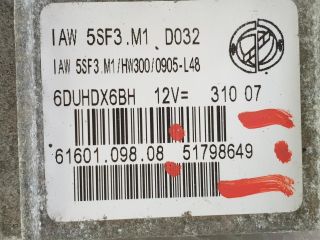 IAW 5SF3.M1 D032
IAW 5SF3.M1/HW300/0905-L48
6DUHDX6BH 12V= 310 07
61601.098.08 51798649